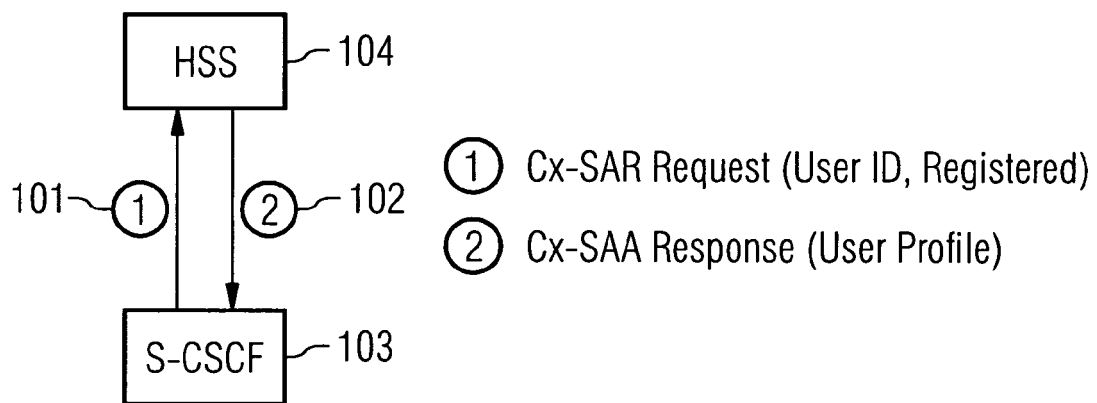 HSS
104
101
1
2
102
1 Cx-SAR Request (User ID, Registered)
2 Cx-SAA Response (User Profile)
S-CSCF
103